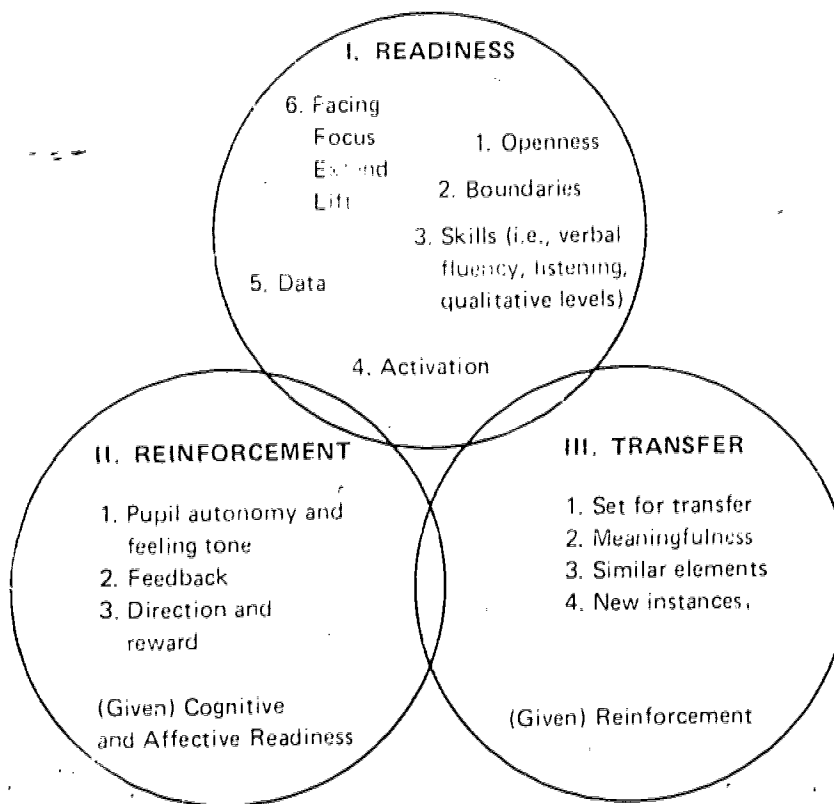 I. READINESS
6. Facing
Focus
Extend
Lift
1. Openness
2. Boundaries
3. Skills (i.e., verbal
fluency, listening,
qualitative levels)
5. Data
4. Activation
II. REINFORCEMENT
1. Pupil autonomy and
feeling tone
2. Feedback
3. Direction and
reward
(Given) Cognitive
and Affective Readiness
III. TRANSFER
1. Set for transfer
2. Meaningfulness
3. Similar elements
4. New instances.
(Given) Reinforcement